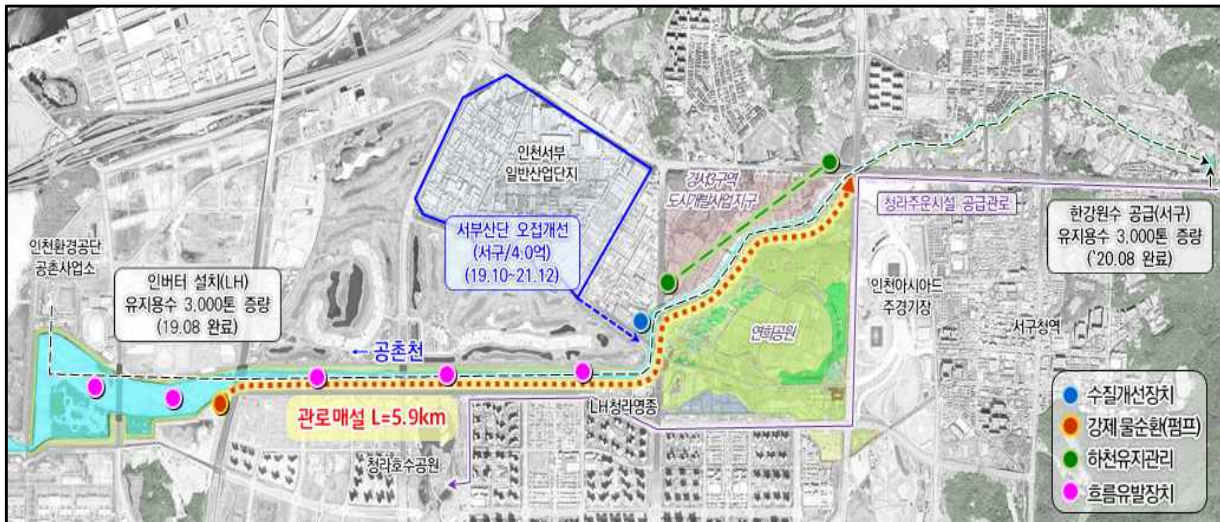 인천서부
일반산업단지
경서3구역
도시개발사업지구
청라주운시설 공급관로
한강원수 공급(서구)
유지용수 3,000톤 증량
('20.08 완료)
서부산단 오접개선
(서구/4.0억)
(19.10~21.12)
인천환경공단
공촌사업소
인버터 설치(LH)
유지용수 3,000톤 증량
(19.08 완료)
인천아시아드
주경기장
서구청역
연희공원
← 공촌천
관로매설 L=5.9km
LH청라영종
청라호수공원
수질개선장치
강제 물순환(펌프)
하천유지관리
흐름유발장치